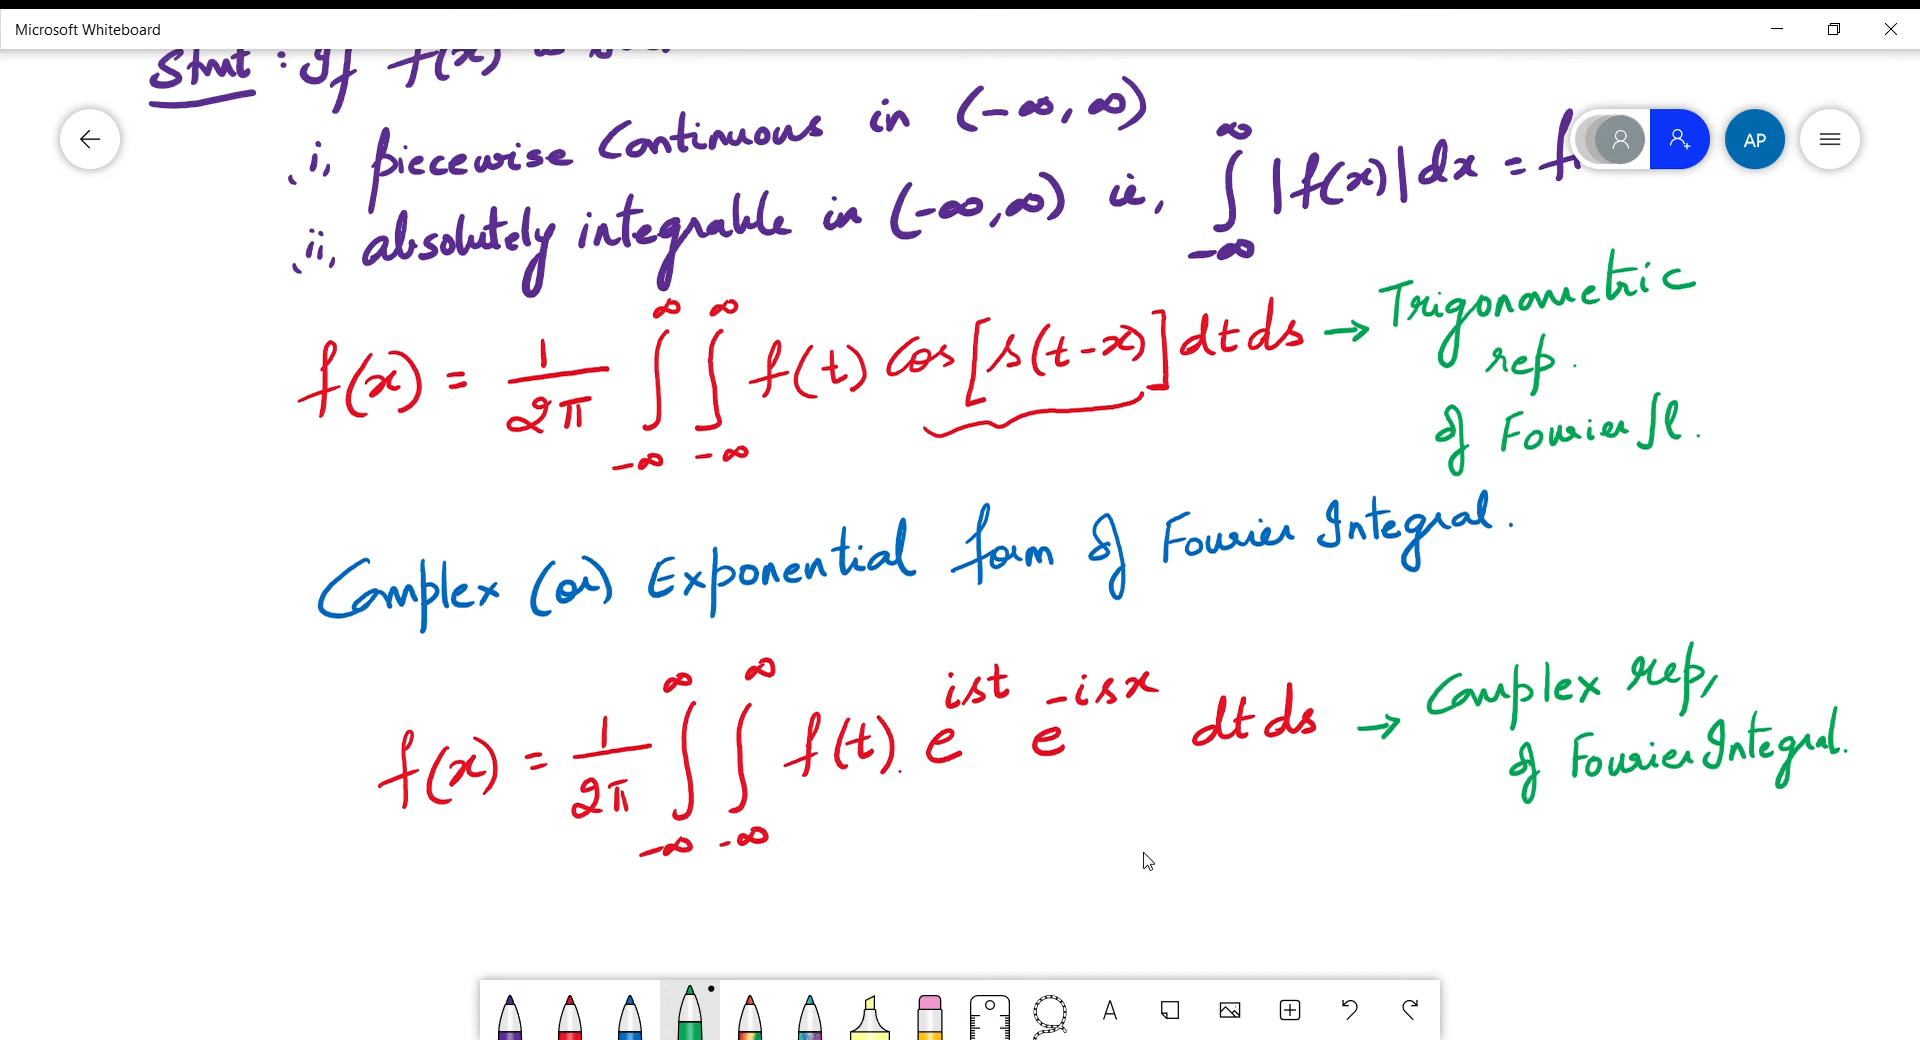 Microsoft Whiteboard
Stmt : If f(x) is
(i) piecewise Continuous in (-∞, ∞)
(ii) absolutely integrable in (-∞, ∞) ie, ∫_{-∞}^{∞} |f(x)| dx = f
AP
f(x) = 1/2π ∫_{-∞}^{∞} ∫_{-∞}^{∞} f(t) cos[s(t-x)] dt ds → Trigonometric
rep.
of Fourier ∫l.
Complex (or) Exponential form of Fourier Integral.
f(x) = 1/2π ∫_{-∞}^{∞} ∫_{-∞}^{∞} f(t). e^{ist} e^{-isx} dt ds → Complex rep,
of Fourier Integral.